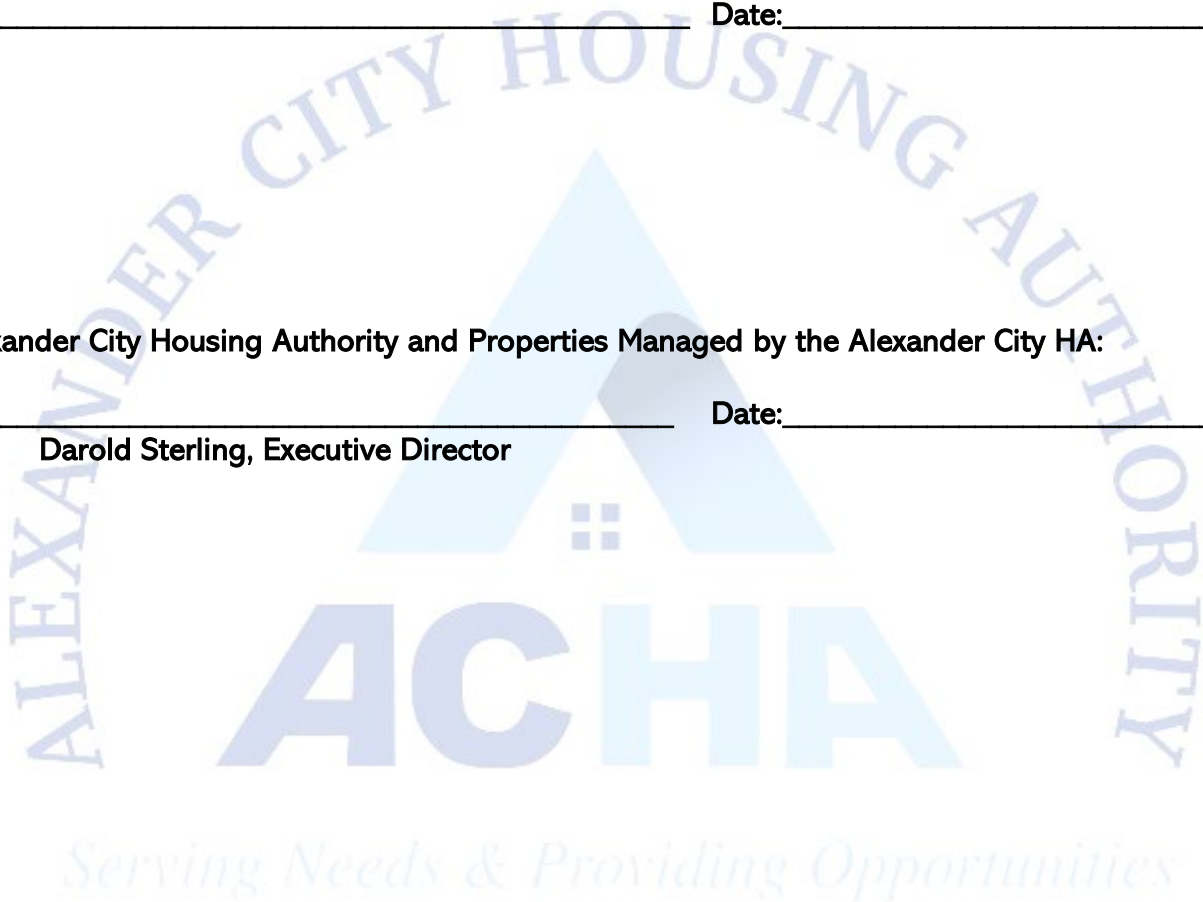 Date:
ALEXANDER CITY HOUSING AUTHORITY
xander City Housing Authority and Properties Managed by the Alexander City HA:
Date:
Darold Sterling, Executive Director
ACHA
Serving Needs & Providing Opportunities